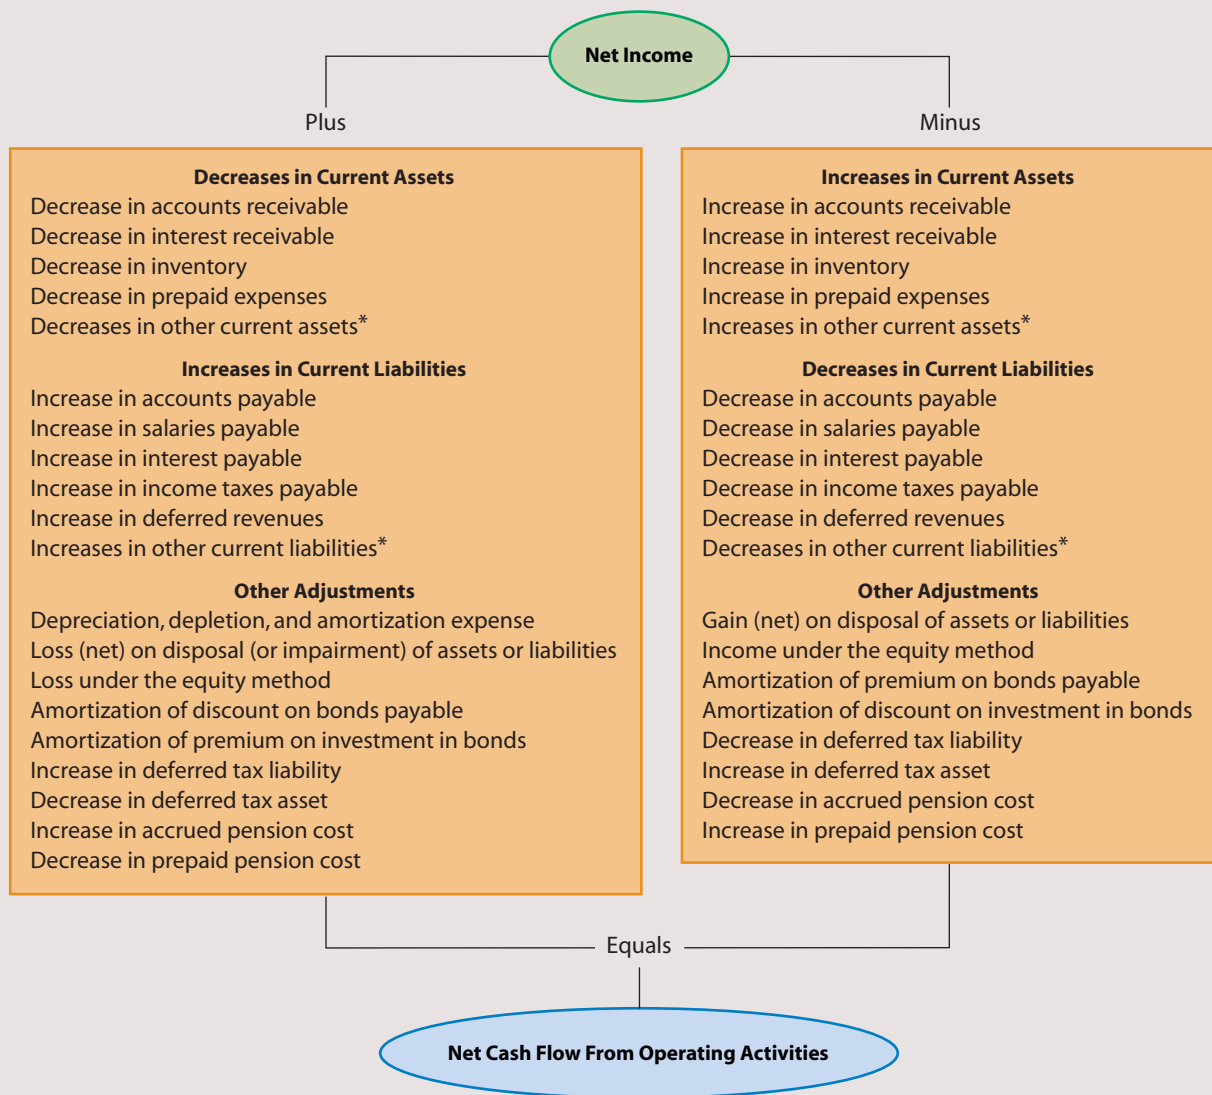 Net Income
Plus
Minus
Decreases in Current Assets
Decrease in accounts receivable
Decrease in interest receivable
Decrease in inventory
Decrease in prepaid expenses
Decreases in other current assets*
Increases in Current Liabilities
Increase in accounts payable
Increase in salaries payable
Increase in interest payable
Increase in income taxes payable
Increase in deferred revenues
Increases in other current liabilities*
Other Adjustments
Depreciation, depletion, and amortization expense
Loss (net) on disposal (or impairment) of assets or liabilities
Loss under the equity method
Amortization of discount on bonds payable
Amortization of premium on investment in bonds
Increase in deferred tax liability
Decrease in deferred tax asset
Increase in accrued pension cost
Decrease in prepaid pension cost
Increases in Current Assets
Increase in accounts receivable
Increase in interest receivable
Increase in inventory
Increase in prepaid expenses
Increases in other current assets*
Decreases in Current Liabilities
Decrease in accounts payable
Decrease in salaries payable
Decrease in interest payable
Decrease in income taxes payable
Decrease in deferred revenues
Decreases in other current liabilities*
Other Adjustments
Gain (net) on disposal of assets or liabilities
Income under the equity method
Amortization of premium on bonds payable
Amortization of discount on investment in bonds
Decrease in deferred tax liability
Increase in deferred tax asset
Decrease in accrued pension cost
Increase in prepaid pension cost
Equals
Net Cash Flow From Operating Activities